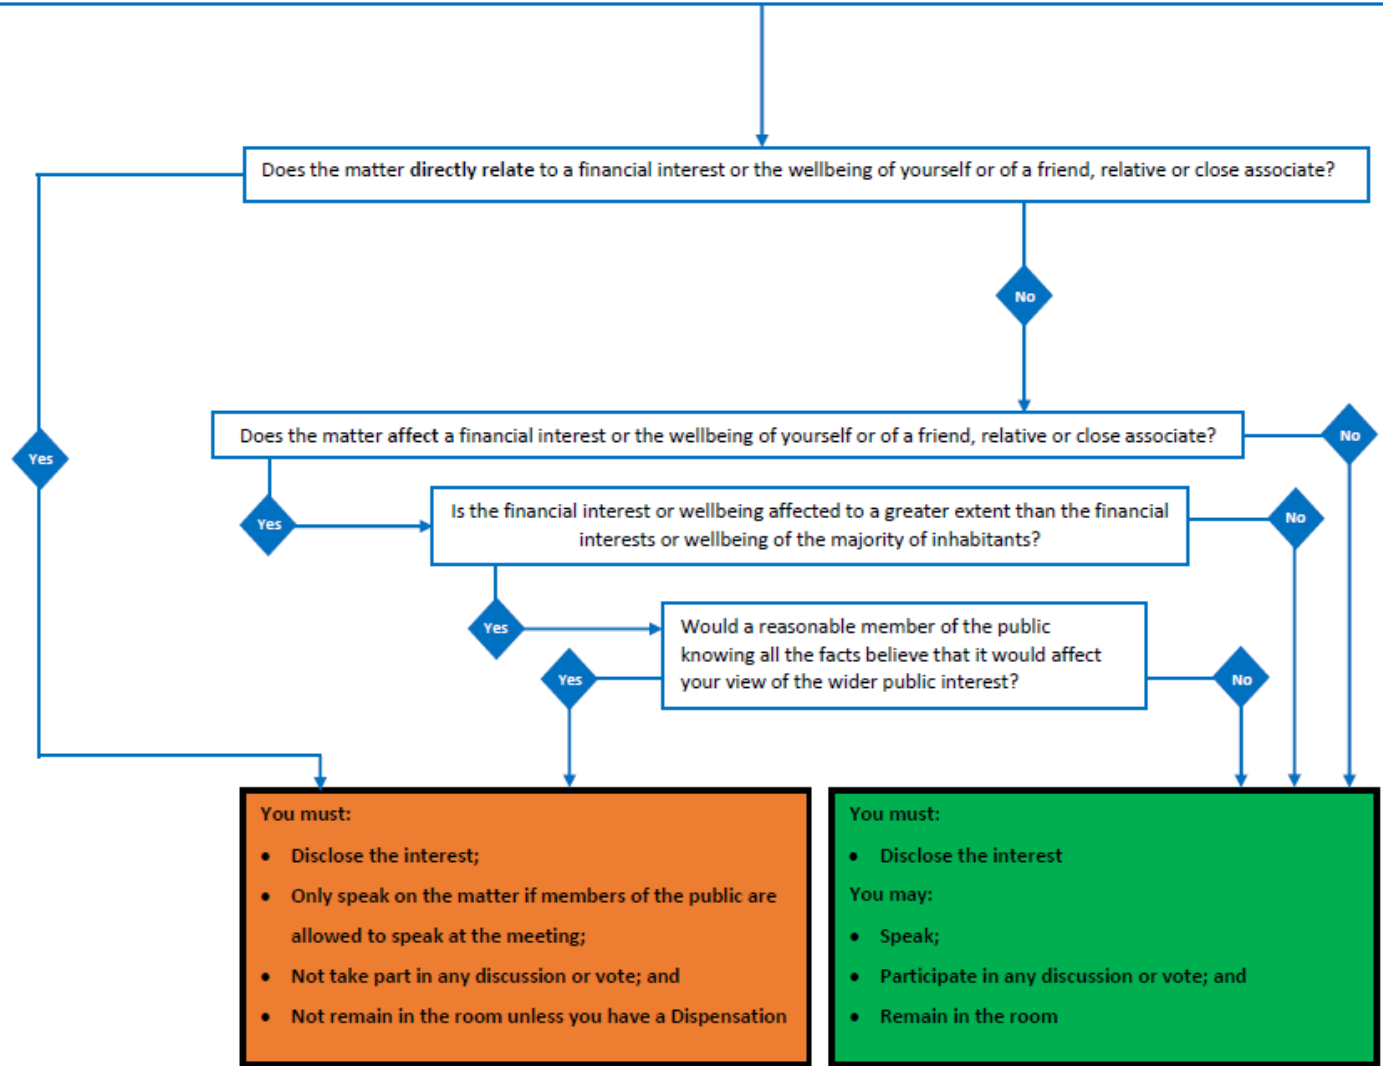 Does the matter directly relate to a financial interest or the wellbeing of yourself or of a friend, relative or close associate?
No
Does the matter affect a financial interest or the wellbeing of yourself or of a friend, relative or close associate?
No
Yes
Yes
Is the financial interest or wellbeing affected to a greater extent than the financial
interests or wellbeing of the majority of inhabitants?
No
Yes
Would a reasonable member of the public
knowing all the facts believe that it would affect
your view of the wider public interest?
Yes
No
You must:
• Disclose the interest;
• Only speak on the matter if members of the public are
allowed to speak at the meeting;
• Not take part in any discussion or vote; and
• Not remain in the room unless you have a Dispensation
You must:
• Disclose the interest
You may:
• Speak;
• Participate in any discussion or vote; and
• Remain in the room